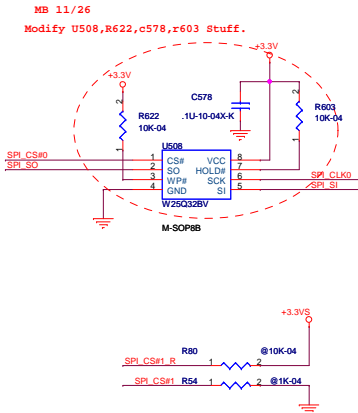 MB 11/26
Modify U508,R622,c578,r603 Stuff.
+3.3V
+3.3V
C578
.1U-10-04X-K
2
R622
10K-04
1
2
R603
10K-04
1
U508
SPI_CS#0 1 CS# VCC 8
SPI_SO 2 SO HOLD# 7
3 WP# SCK 6 SPI_CLK0
4 GND SI 5 SPI_SI
W25Q32BV
M-SOP8B
+3.3VS
R80 @10K-04
SPI_CS#1_R 1 2
SPI_CS#1 R54 1 2 @1K-04